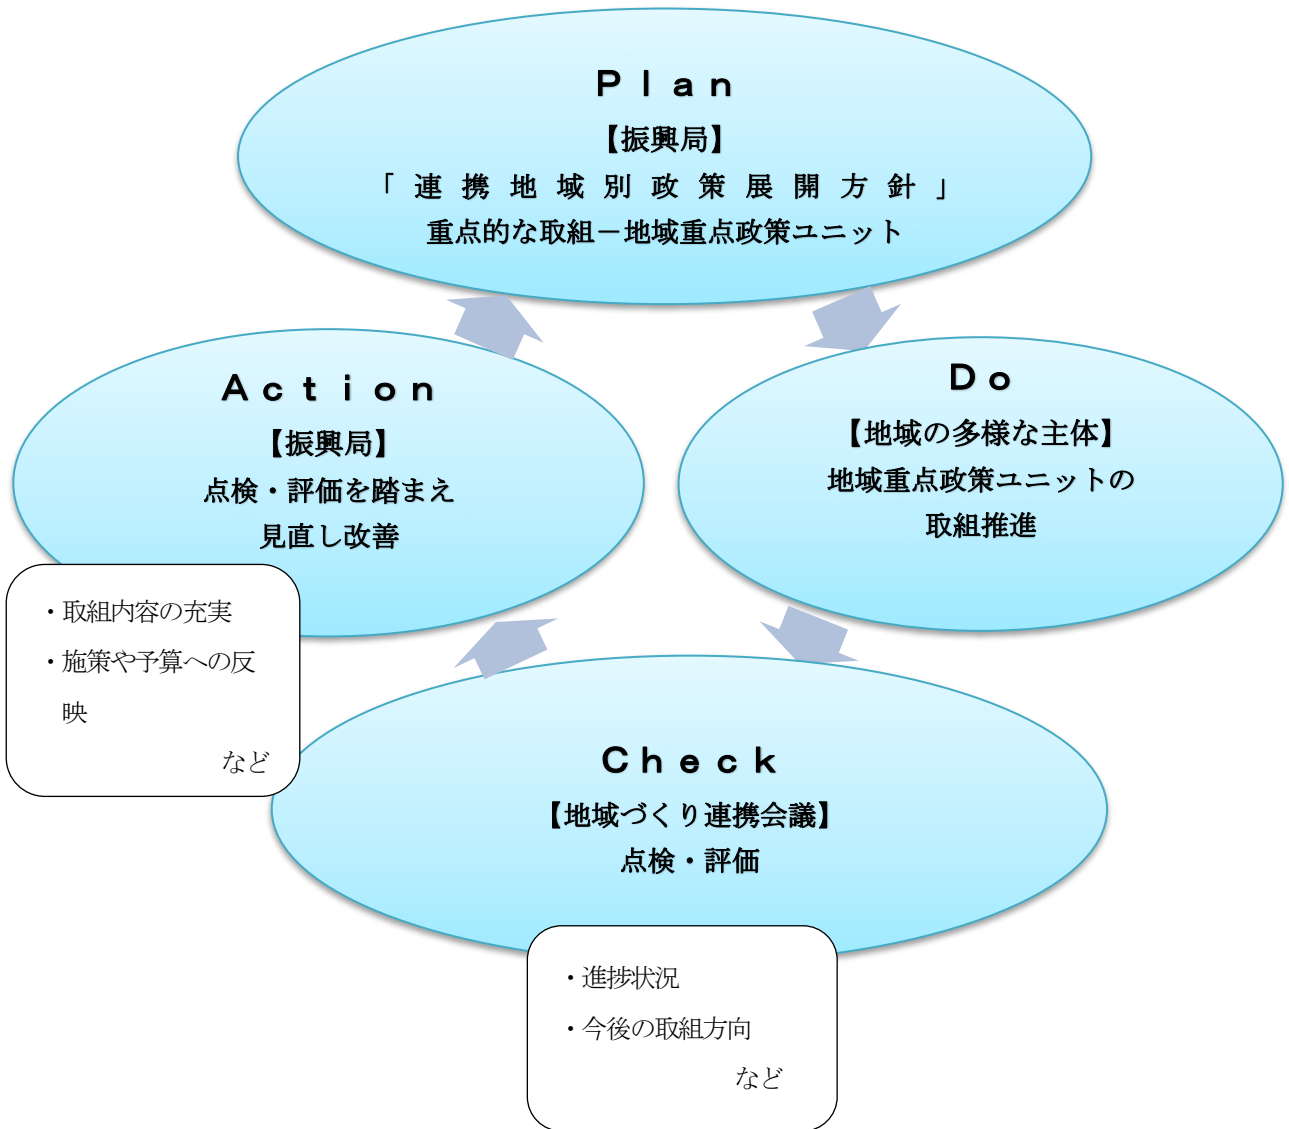 Ｐｌａｎ
【振興局】
「連携地域別政策展開方針」
重点的な取組－地域重点政策ユニット
Ｄｏ
【地域の多様な主体】
地域重点政策ユニットの
取組推進
Ｃｈｅｃｋ
【地域づくり連携会議】
点検・評価
・進捗状況
・今後の取組方向
など
Ａｃｔｉｏｎ
【振興局】
点検・評価を踏まえ
見直し改善
・取組内容の充実
・施策や予算への反
映
など